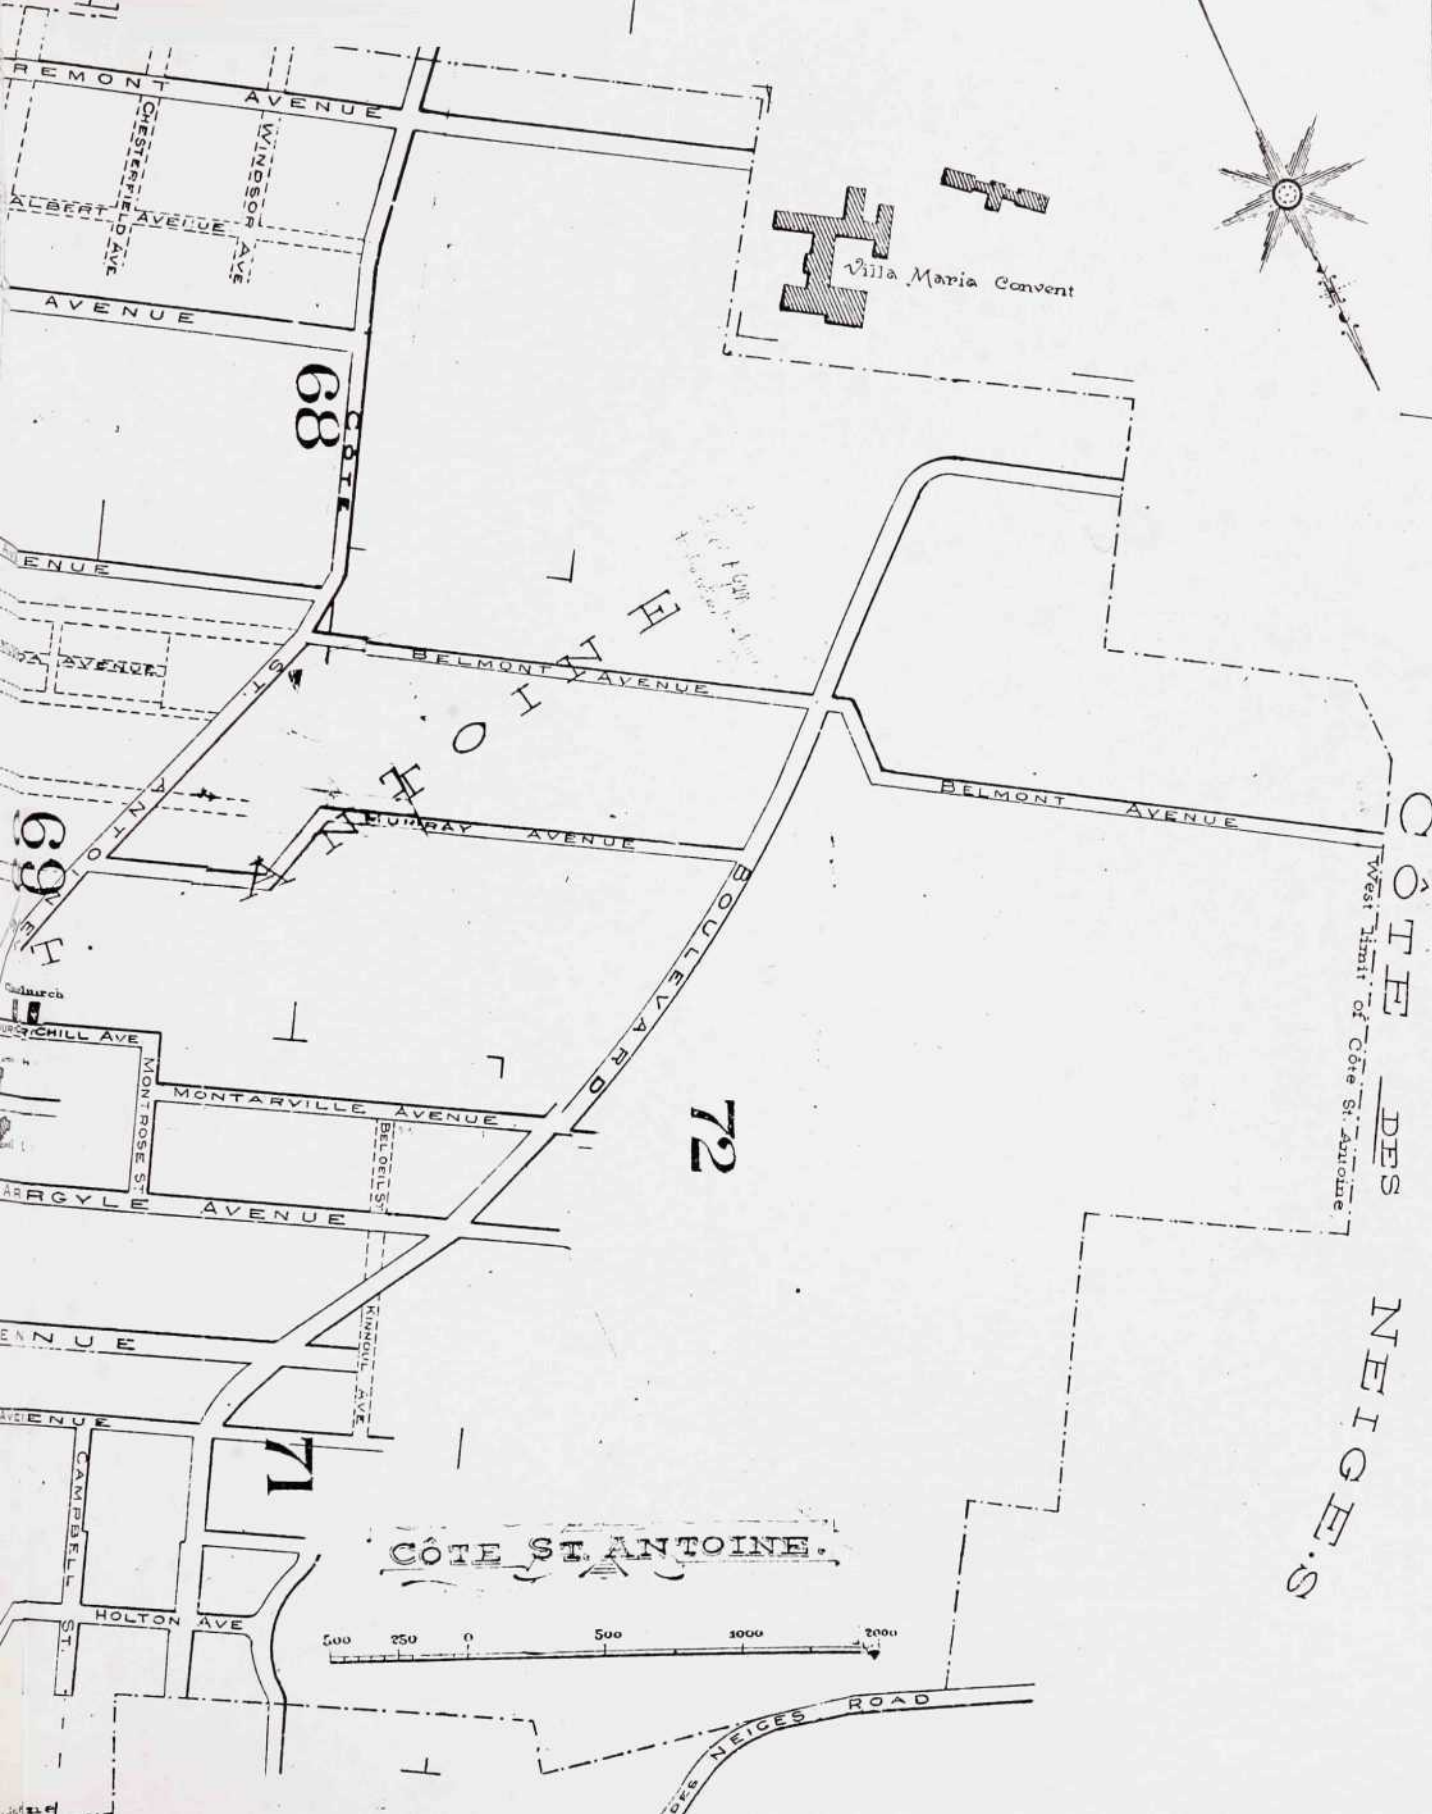 REMONT AVENUE
CHESTERFIELD AVE
WINDSOR AVE
ALBERT AVENUE
AVENUE
Villa Maria Convent
68
CÔTE ST. ANTOINE
ENUE
AVENUE
BELMONT AVENUE
BELMONT AVENUE
MURRAY AVENUE
BOULEVARD
69
CHILL AVE
MONTROSE ST.
MONTARVILLE AVENUE
BELOEIL ST.
ARGYLE AVENUE
72
West limit of Côte St. Antoine
CÔTE DES NEIGES
NUE
KINNOUL AVE
ENUE
71
CAMPBELL ST.
HOLTON AVE
CÔTE ST. ANTOINE.
500 250 0 500 1000 2000
DES NEIGES ROAD